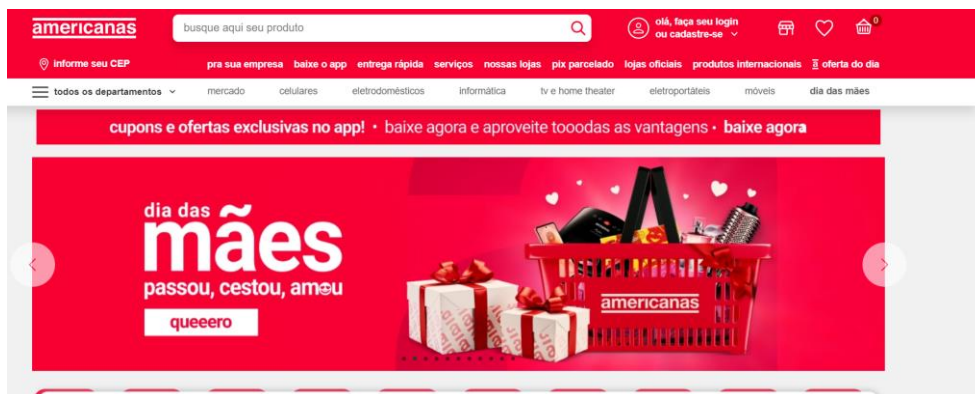 americanas
busque aqui seu produto
olá, faça seu login
ou cadastre-se
0
informe seu CEP
pra sua empresa baixe o app entrega rápida serviços nossas lojas pix parcelado lojas oficiais produtos internacionais oferta do dia
todos os departamentos mercado celulares eletrodomésticos informática tv e home theater eletroportáteis móveis dia das mães
cupons e ofertas exclusivas no app! • baixe agora e aproveite tooodas as vantagens • baixe agora
dia das
mães
passou, cestou, amou
queeero
americanas